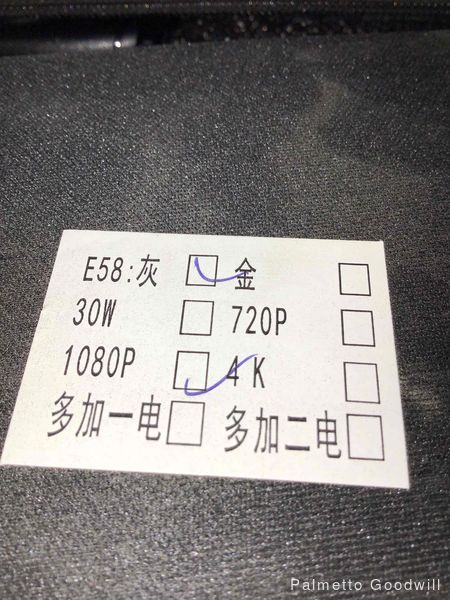 E58:灰 □ 金 □
30W □ 720P □
1080P □ 4K □
多加一电 □ 多加二电 □
Palmetto Goodwill